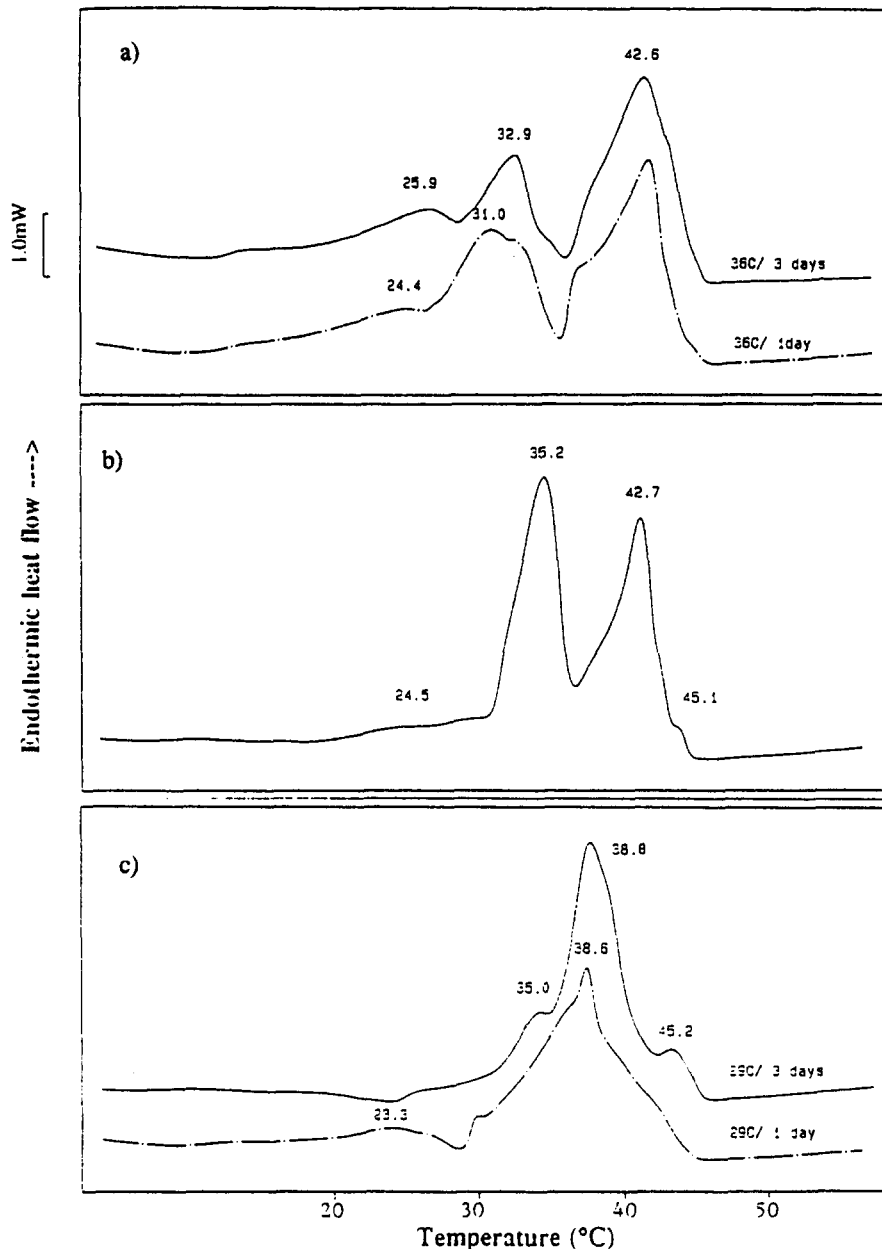 a)
42.6
32.9
25.9
31.0
24.4
1.0mW
36C/ 3 days
36C/ 1day
b)
35.2
42.7
24.5
45.1
Endothermic heat flow ---->
c)
38.8
38.6
35.0
45.2
29C/ 3 days
23.3
29C/ 1 day
20 30 40 50
Temperature (°C)